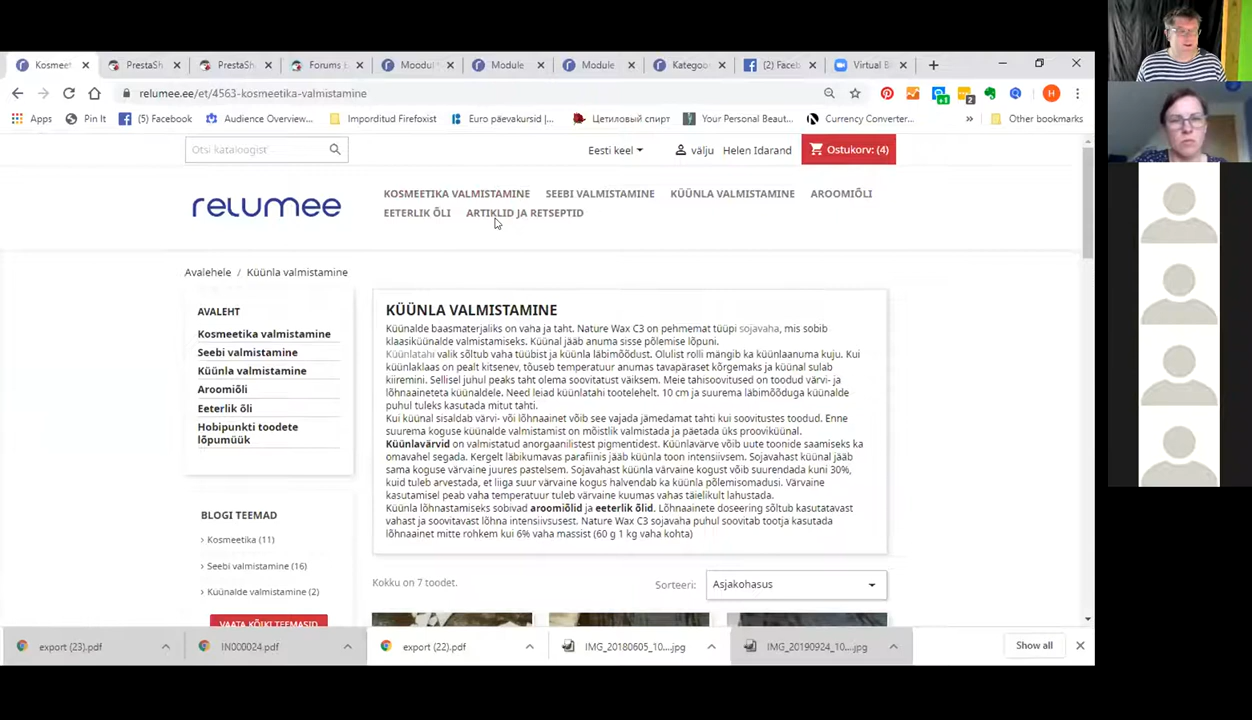 Kosmeet
PrestaSh
PrestaSh
Forums
Moodul
Module
Module
Katego
(2) Faceb
Virtual B
relumee.ee/et/4563-kosmeetika-valmistamine
Apps
Pin It
(5) Facebook
Audience Overview...
Imporditud Firefoxist
Euro päevakursid |...
Цетиловый спирт
Your Personal Beaut...
Currency Converter...
»
Other bookmarks
Otsi kataloogist
Eesti keel
välju
Helen Idarand
Ostukorv: (4)
relumee
KOSMEETIKA VALMISTAMINE
SEEBI VALMISTAMINE
KÜÜNLA VALMISTAMINE
AROOMIÕLI
EETERLIK ÕLI
ARTIKLID JA RETSEPTID
Avalehele / Küünla valmistamine
AVALEHT
Kosmeetika valmistamine
Seebi valmistamine
Küünla valmistamine
Aroomiõli
Eeterlik õli
Hobipunkti toodete
lõpumüük
BLOGI TEEMAD
› Kosmeetika (11)
› Seebi valmistamine (16)
› Küünalde valmistamine (2)
VAATA KÕIKI TEEMASID
KÜÜNLA VALMISTAMINE
Küünalde baasmaterjaliks on vaha ja taht. Nature Wax C3 on pehmemat tüüpi sojavaha, mis sobib
klaasiküünalde valmistamiseks. Küünal jääb anuma sisse põlemise lõpuni.
Küünlatahi valik sõltub vaha tüübist ja küünla läbimõõdust. Olulist rolli mängib ka küünlaanuma kuju. Kui
küünlaklaas on pealt kitsenev, tõuseb temperatuur anumas tavapäraset kõrgemaks ja küünal sulab
kiiremini. Sellisel juhul peaks taht olema soovitatust väiksem. Meie tahisoovitused on toodud värvi- ja
lõhnaaineteta küünaldele. Need leiad küünlatahi tootelehelt. 10 cm ja suurema läbimõõduga küünalde
puhul tuleks kasutada mitut tahti.
Kui küünal sisaldab värvi- või lõhnaainet võib see vajada jämedamat tahti kui soovitustes toodud. Enne
suurema koguse küünalde valmistamist on mõistlik valmistada ja põetada üks prooviküünal.
Küünlavärvid on valmistatud anorgaanilistest pigmentidest. Küünlavärve võib uute toonide saamiseks ka
omavahel segada. Kergelt läbikumavas parafiinis jääb küünla toon intensiivsem. Sojavahast küünal jääb
sama koguse värvaine juures pastelsem. Sojavahast küünla värvaine kogust võib suurendada kuni 30%,
kuid tuleb arvestada, et liiga suur värvaine kogus halvendab ka küünla põlemisomadusi. Värvaine
kasutamisel peab vaha temperatuur tuleb värvaine kuumas vahas täielikult lahustada.
Küünla lõhnastamiseks sobivad aroomiõlid ja eeterlik õlid. Lõhnaainete doseering sõltub kasutatavast
vahast ja soovitavast lõhna intensiivsusest. Nature Wax C3 sojavaha puhul soovitab tootja kasutada
lõhnaainet mitte rohkem kui 6% vaha massist (60 g 1 kg vaha kohta)
Kokku on 7 toodet.
Sorteeri:
Asjakohasus
export (23).pdf
IN000024.pdf
export (22).pdf
IMG_20180605_10....jpg
IMG_20190924_10....jpg
Show all